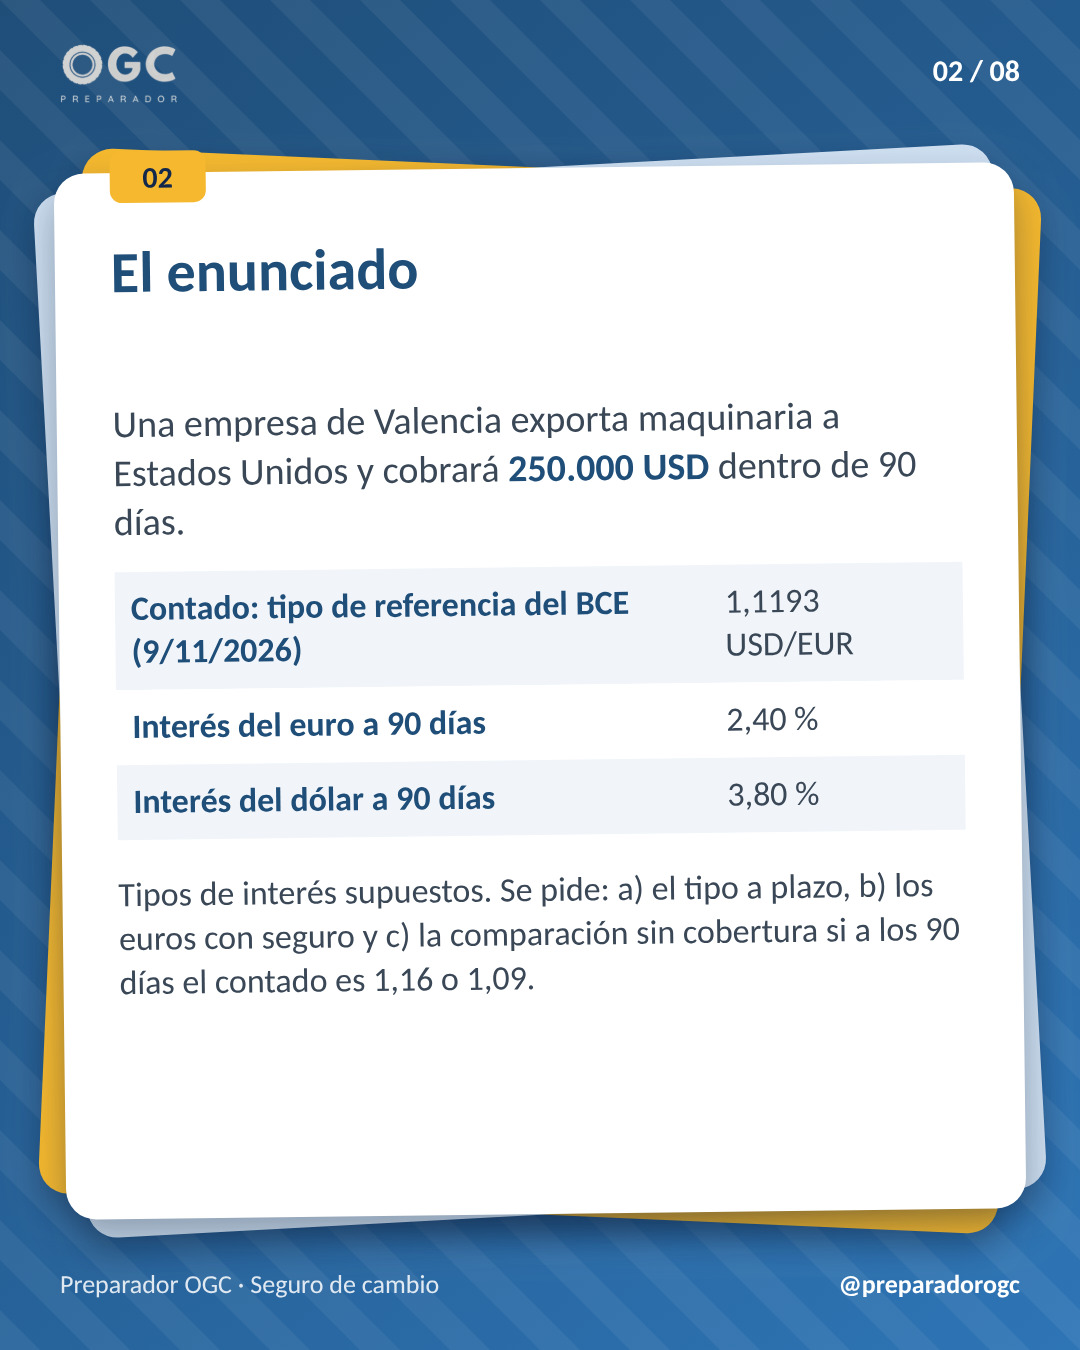 OGC
PREPARADOR
02 / 08
02
El enunciado
Una empresa de Valencia exporta maquinaria a
Estados Unidos y cobrará 250.000 USD dentro de 90
días.
Contado: tipo de referencia del BCE
(9/11/2026)
1,1193
USD/EUR
Interés del euro a 90 días
2,40 %
Interés del dólar a 90 días
3,80 %
Tipos de interés supuestos. Se pide: a) el tipo a plazo, b) los
euros con seguro y c) la comparación sin cobertura si a los 90
días el contado es 1,16 o 1,09.
Preparador OGC · Seguro de cambio
@preparadorogc